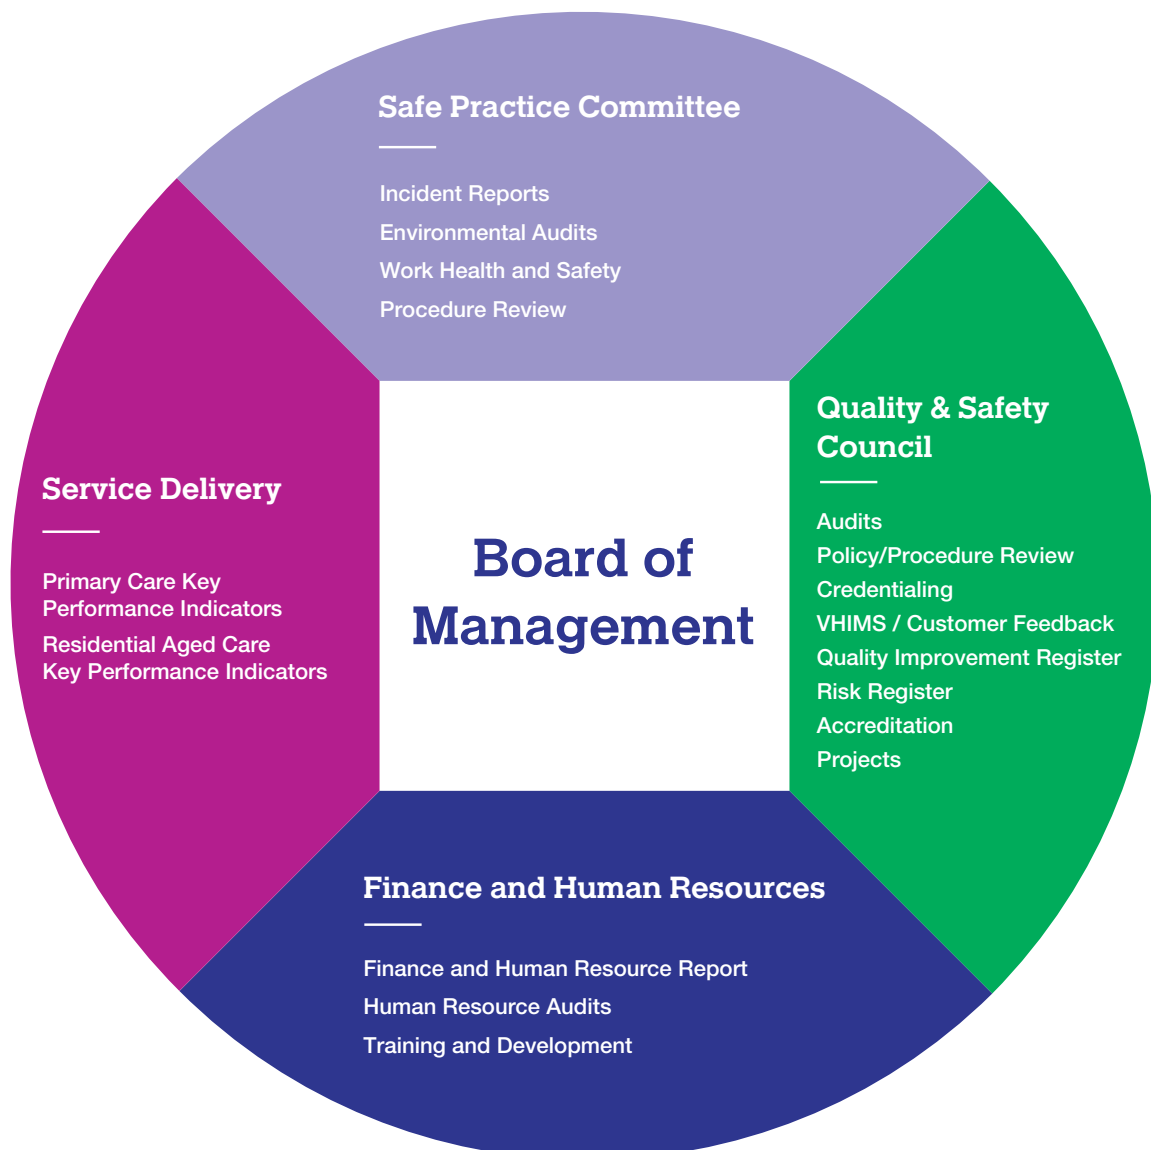 Safe Practice Committee
Incident Reports
Environmental Audits
Work Health and Safety
Procedure Review
Quality & Safety
Council
Audits
Policy/Procedure Review
Credentialing
VHIMS / Customer Feedback
Quality Improvement Register
Risk Register
Accreditation
Projects
Service Delivery
Primary Care Key
Performance Indicators
Residential Aged Care
Key Performance Indicators
Board of
Management
Finance and Human Resources
Finance and Human Resource Report
Human Resource Audits
Training and Development